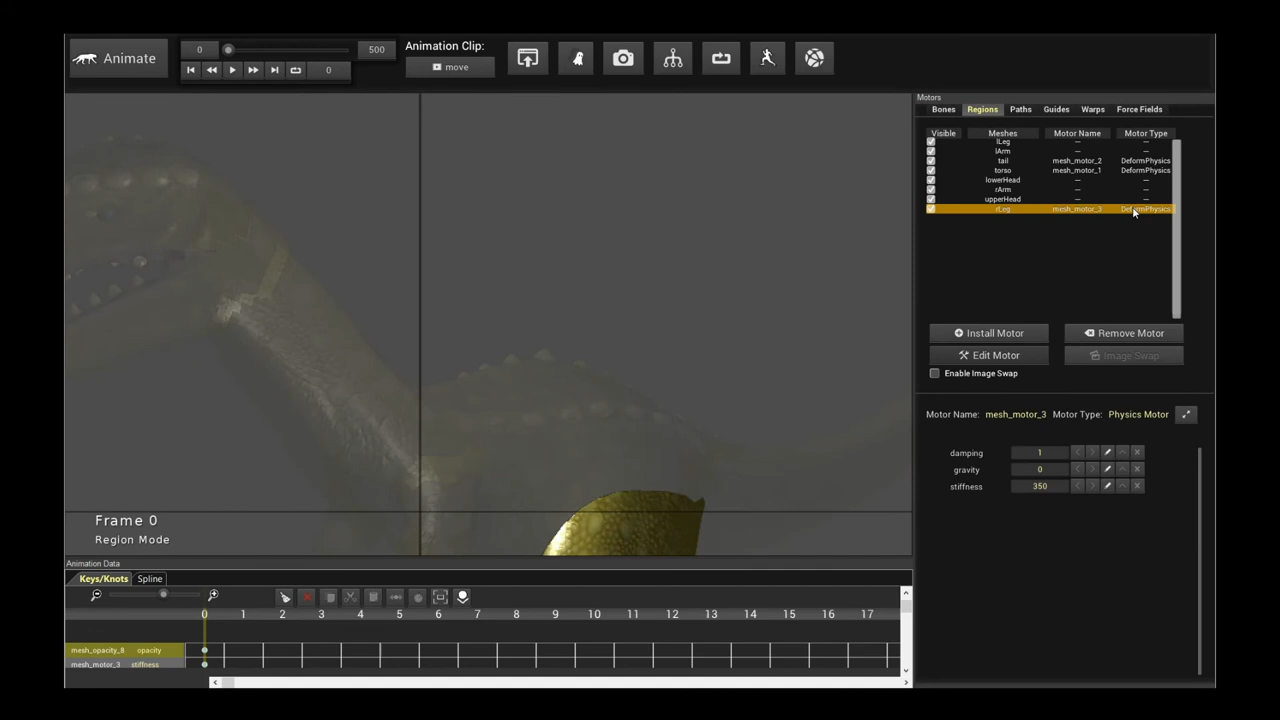 Animate
0 500
0
Animation Clip:
move
Motors
Bones Regions Paths Guides Warps Force Fields
Visible Meshes Motor Name Motor Type
lLeg — —
lArm — —
tail mesh_motor_2 DeformPhysics
torso mesh_motor_1 DeformPhysics
lowerHead — —
rArm — —
upperHead — —
rLeg mesh_motor_3 DeformPhysics
Install Motor Remove Motor
Edit Motor Image Swap
Enable Image Swap
Motor Name: mesh_motor_3 Motor Type: Physics Motor
damping 1
gravity 0
stiffness 350
Frame 0
Region Mode
Animation Data
Keys/Knots Spline
0 1 2 3 4 5 6 7 8 9 10 11 12 13 14 15 16 17
mesh_opacity_8 opacity
mesh_motor_3 stiffness